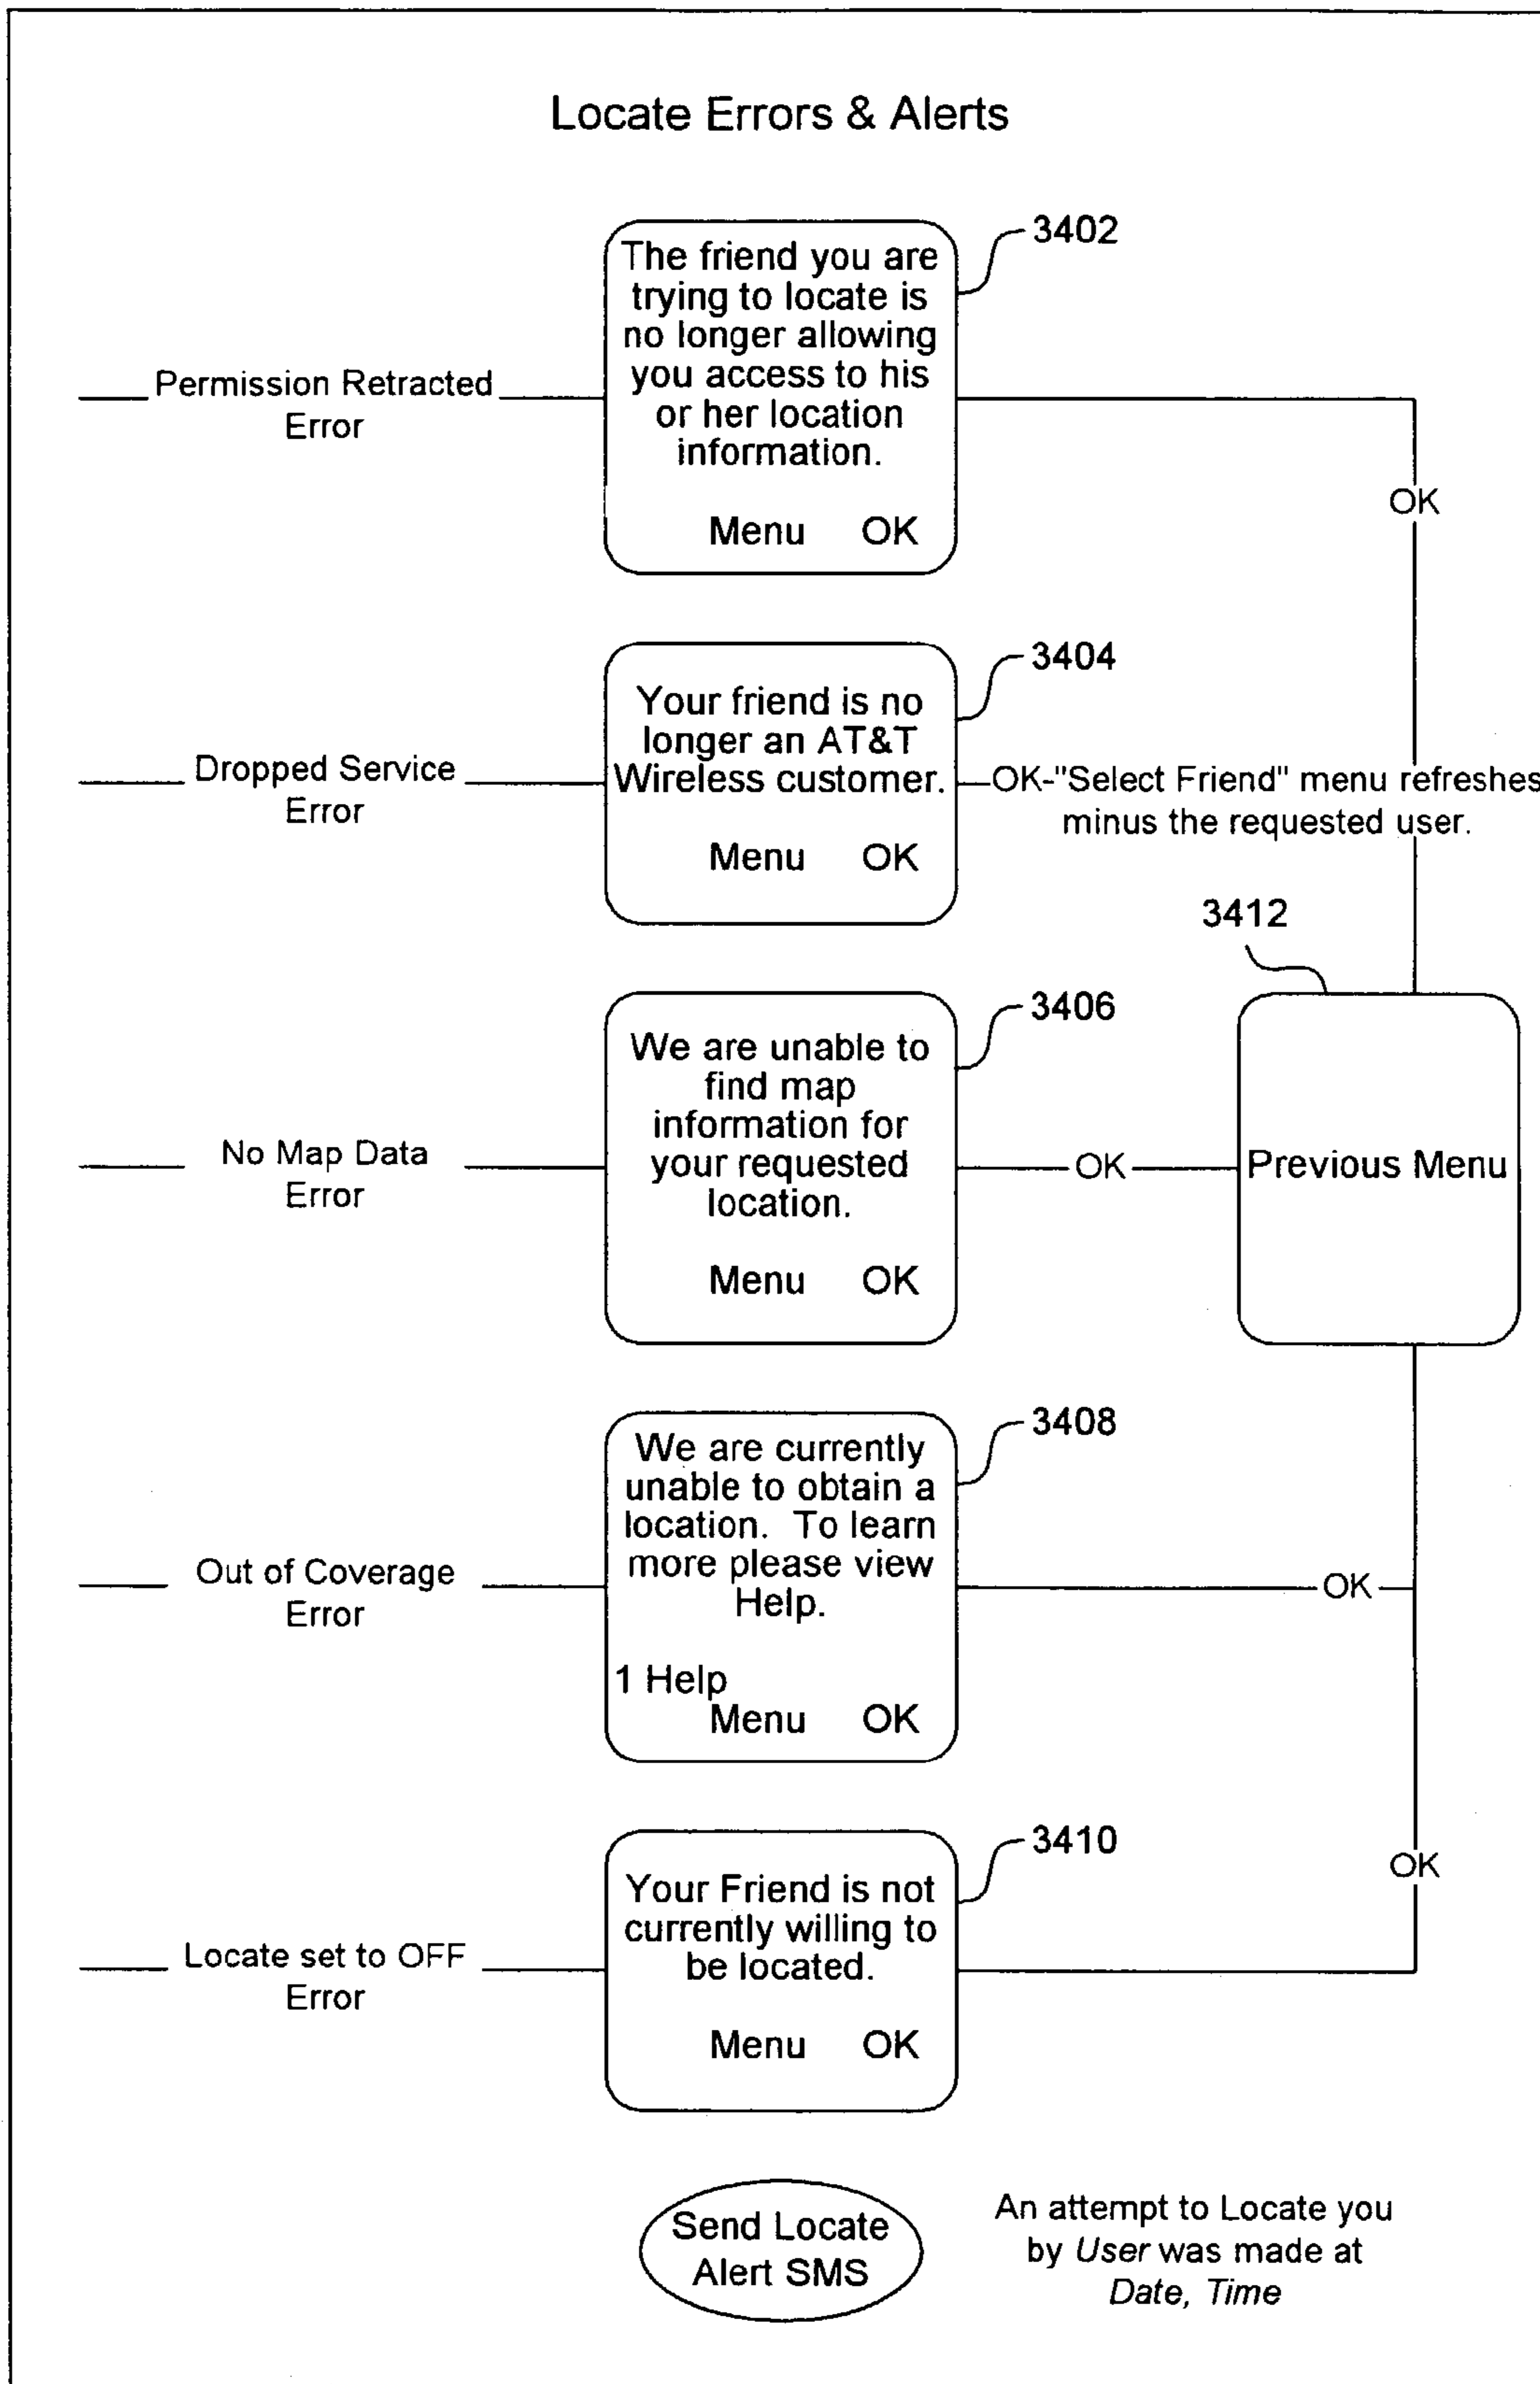 Locate Errors & Alerts
3402
The friend you are
trying to locate is
no longer allowing
you access to his
or her location
information.
Menu OK
Permission Retracted
Error
OK
3404
Your friend is no
longer an AT&T
Wireless customer.
Menu OK
Dropped Service
Error
OK-"Select Friend" menu refreshes
minus the requested user.
3412
3406
We are unable to
find map
information for
your requested
location.
Menu OK
No Map Data
Error
OK
Previous Menu
3408
We are currently
unable to obtain a
location. To learn
more please view
Help.
1 Help
Menu OK
Out of Coverage
Error
OK
3410
Your Friend is not
currently willing to
be located.
Menu OK
Locate set to OFF
Error
OK
Send Locate
Alert SMS
An attempt to Locate you
by User was made at
Date, Time